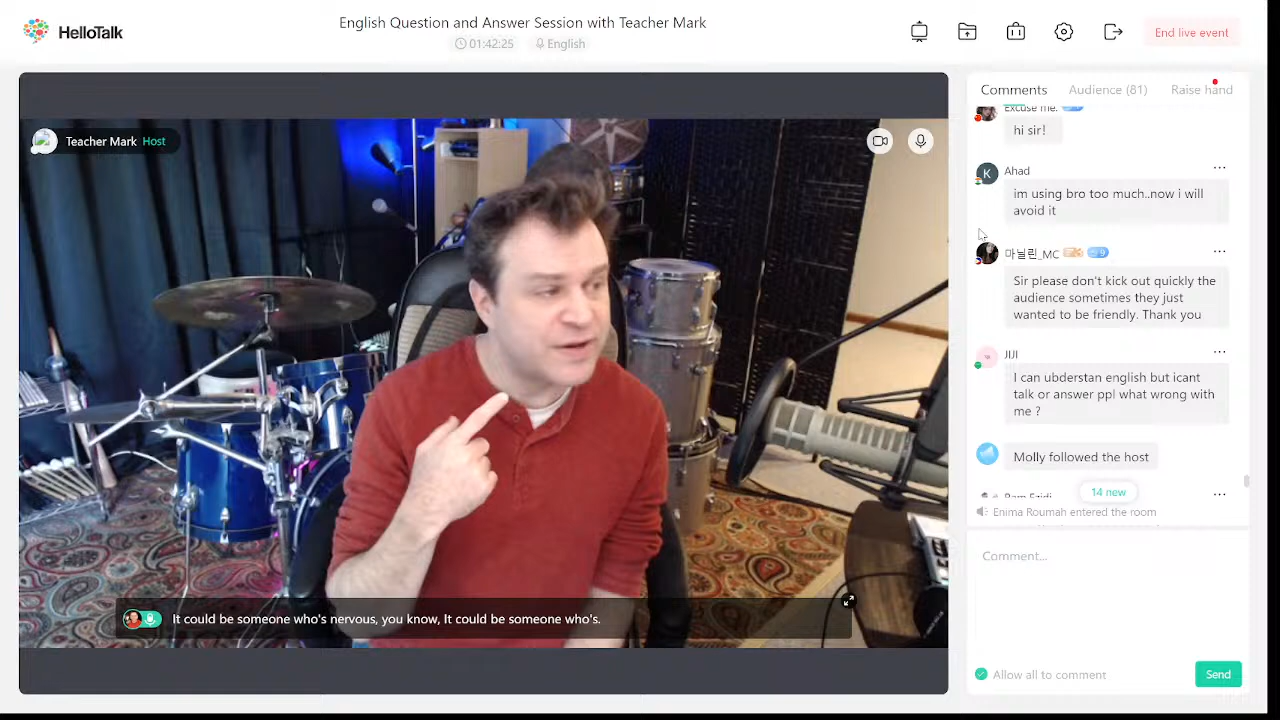 HelloTalk
English Question and Answer Session with Teacher Mark
01:42:25 English
End live event
Teacher Mark Host
It could be someone who's nervous, you know, It could be someone who's.
Comments Audience (81) Raise hand
Excuse me.
hi sir!
K
Ahad
im using bro too much..now i will
avoid it
마닐린_MC 9
Sir please don't kick out quickly the
audience sometimes they just
wanted to be friendly. Thank you
JIJI
I can ubderstan english but icant
talk or answer ppl what wrong with
me ?
Molly followed the host
14 new
Enima Roumah entered the room
Comment...
Allow all to comment
Send